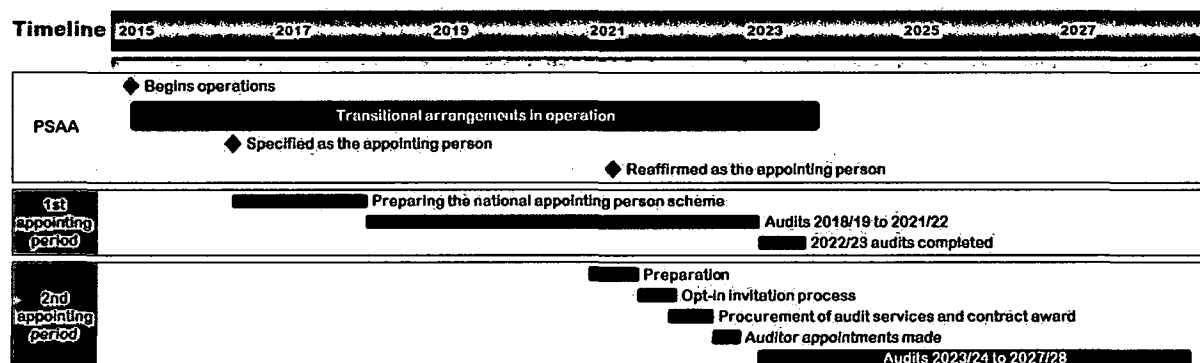 Timeline 2015 2017 2019 2021 2023 2025 2027
Begins operations
Transitional arrangements in operation
PSAA
Specified as the appointing person
Reaffirmed as the appointing person
1st
appointing
period
Preparing the national appointing person scheme
Audits 2018/19 to 2021/22
2022/23 audits completed
2nd
appointing
period
Preparation
Opt-in invitation process
Procurement of audit services and contract award
Auditor appointments made
Audits 2023/24 to 2027/28